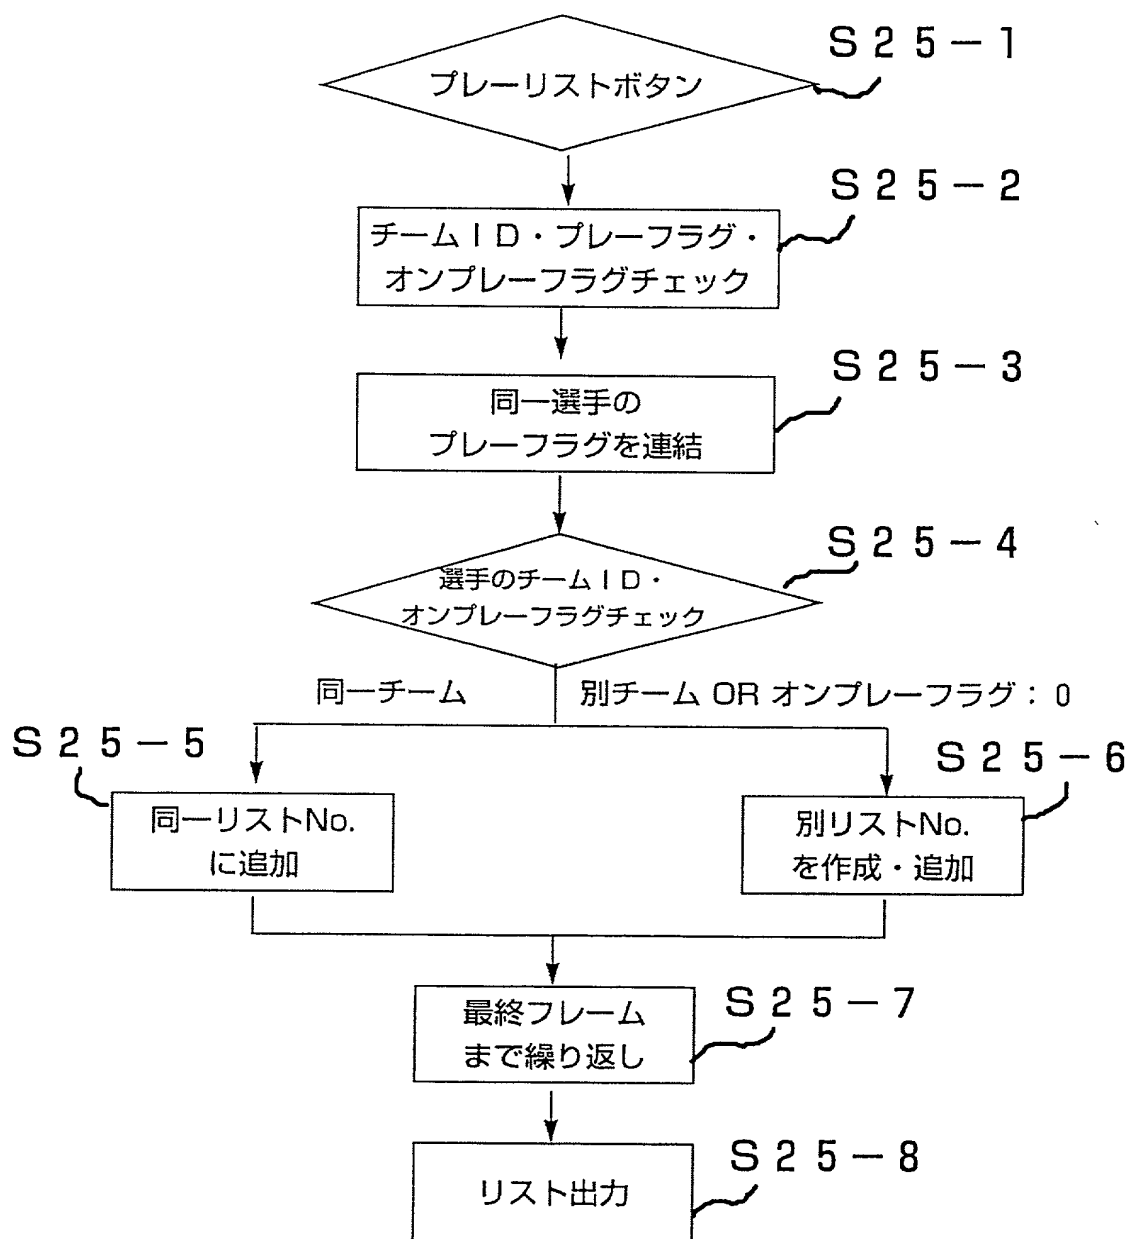 S25-1
プレーリストボタン
S25-2
チームID・プレーフラグ・
オンプレーフラグチェック
S25-3
同一選手の
プレーフラグを連結
S25-4
選手のチームID・
オンプレーフラグチェック
同一チーム
別チーム OR オンプレーフラグ：0
S25-5
S25-6
同一リストNo.
に追加
別リストNo.
を作成・追加
S25-7
最終フレーム
まで繰り返し
S25-8
リスト出力